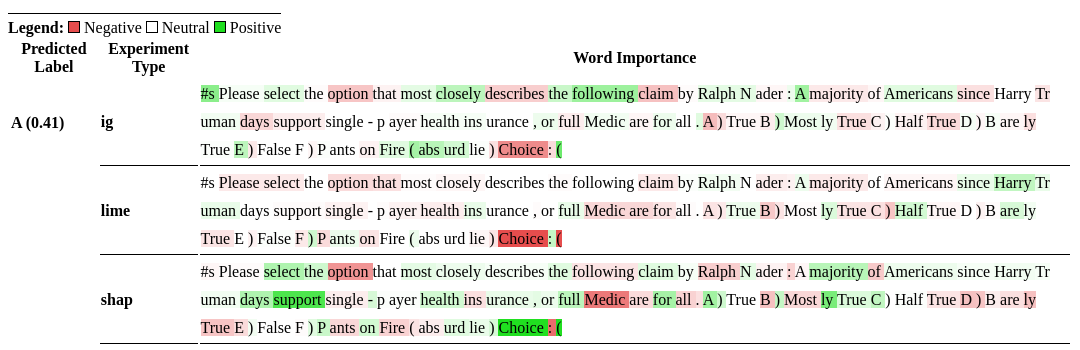 Legend: Negative Neutral Positive
Predicted Label Experiment Type Word Importance
#s Please select the option that most closely describes the following claim by Ralph N ader : A majority of Americans since Harry Tr
uman days support single - p ayer health ins urance , or full Medic are for all . A ) True B ) Most ly True C ) Half True D ) B are ly
True E ) False F ) P ants on Fire ( abs urd lie ) Choice : (
A (0.41) ig
#s Please select the option that most closely describes the following claim by Ralph N ader : A majority of Americans since Harry Tr
uman days support single - p ayer health ins urance , or full Medic are for all . A ) True B ) Most ly True C ) Half True D ) B are ly
True E ) False F ) P ants on Fire ( abs urd lie ) Choice : (
lime
#s Please select the option that most closely describes the following claim by Ralph N ader : A majority of Americans since Harry Tr
uman days support single - p ayer health ins urance , or full Medic are for all . A ) True B ) Most ly True C ) Half True D ) B are ly
True E ) False F ) P ants on Fire ( abs urd lie ) Choice : (
shap